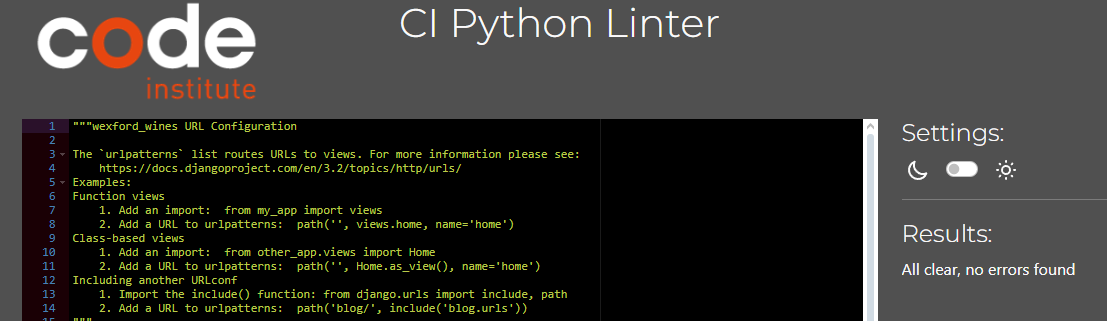 code
institute
CI Python Linter
1 """wexford_wines URL Configuration
2
3 The `urlpatterns` list routes URLs to views. For more information please see:
4     https://docs.djangoproject.com/en/3.2/topics/http/urls/
5 Examples:
6 Function views
7     1. Add an import:  from my_app import views
8     2. Add a URL to urlpatterns:  path('', views.home, name='home')
9 Class-based views
10     1. Add an import:  from other_app.views import Home
11     2. Add a URL to urlpatterns:  path('', Home.as_view(), name='home')
12 Including another URLconf
13     1. Import the include() function: from django.urls import include, path
14     2. Add a URL to urlpatterns:  path('blog/', include('blog.urls'))
15 """
Settings:
Results:
All clear, no errors found